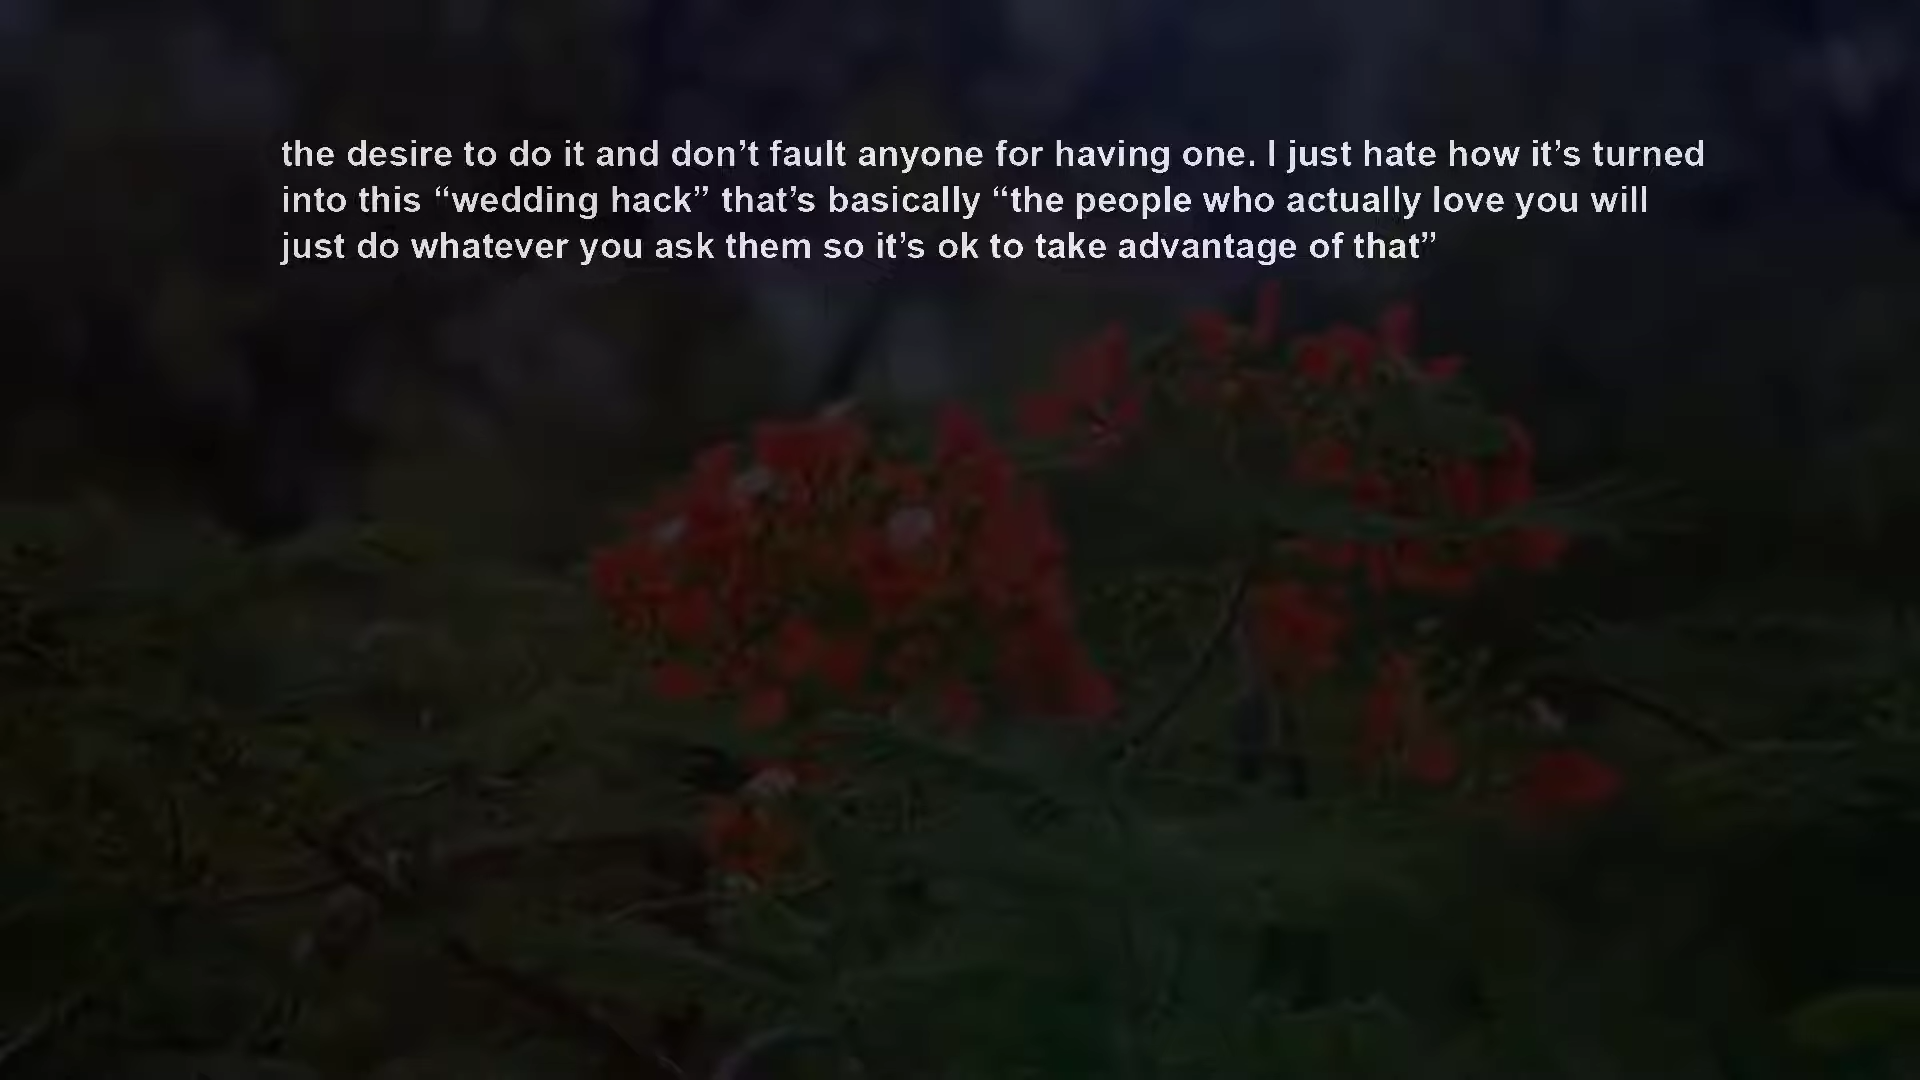 the desire to do it and don’t fault anyone for having one. I just hate how it’s turned
into this “wedding hack” that’s basically “the people who actually love you will
just do whatever you ask them so it’s ok to take advantage of that”